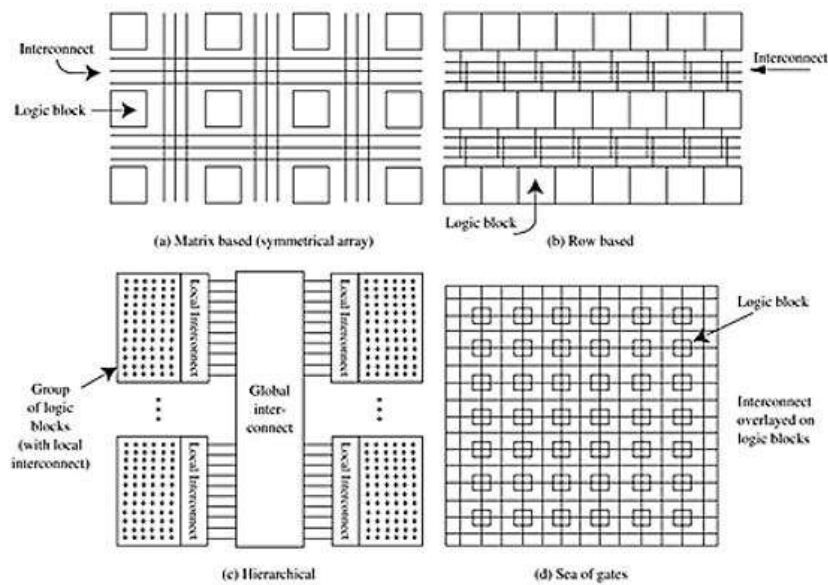 Interconnect
Logic block
(a) Matrix based (symmetrical array)
Interconnect
Logic block
(b) Row based
Group
of logic
blocks
(with local
interconnect)
Local Interconnect
Local Interconnect
Global
inter-
connect
Local Interconnect
Local Interconnect
(c) Hierarchical
Logic block
Interconnect
overlayed on
logic blocks
(d) Sea of gates